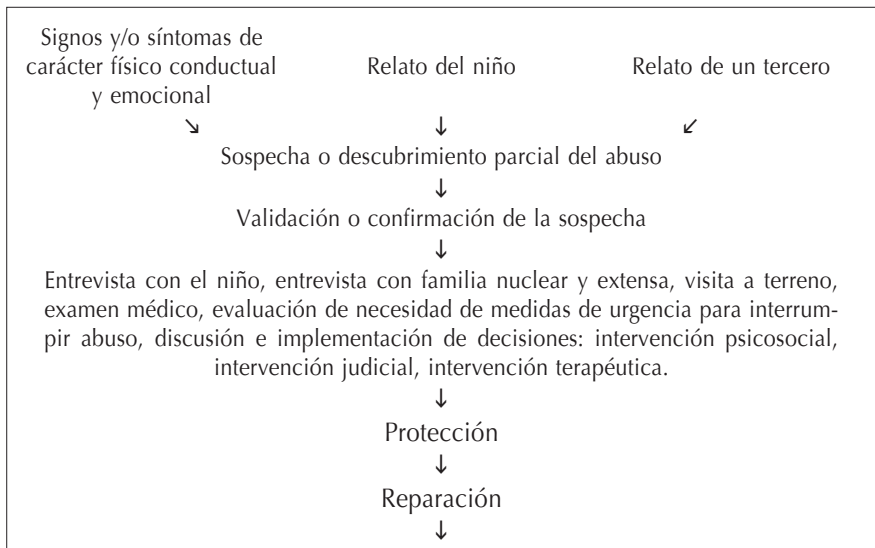 Signos y/o síntomas de
carácter físico conductual
y emocional
Relato del niño
Relato de un tercero
↘ ↓ ↙
Sospecha o descubrimiento parcial del abuso
↓
Validación o confirmación de la sospecha
↓
Entrevista con el niño, entrevista con familia nuclear y extensa, visita a terreno,
examen médico, evaluación de necesidad de medidas de urgencia para interrum-
pir abuso, discusión e implementación de decisiones: intervención psicosocial,
intervención judicial, intervención terapéutica.
↓
Protección
↓
Reparación
↓